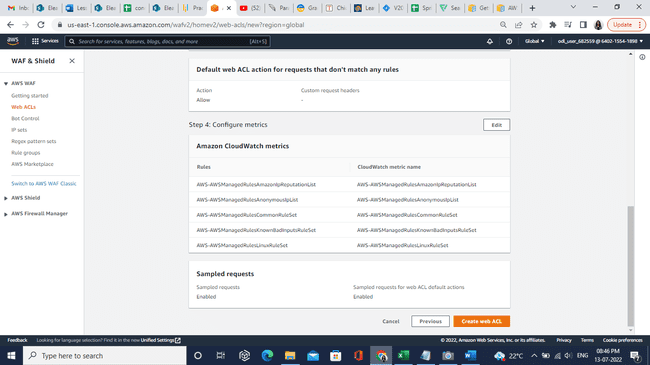 Inb
Ele
Les
Ele
con
Ele
Pra
(52
Pac
Gro
Chi
Lea
V2L
Spr
Sec
Get
AW
us-east-1.console.aws.amazon.com/wafv2/homev2/web-acls/new?region=global
Update
aws
Services
Search for services, features, blogs, docs, and more
[Alt+S]
Global
odl_user_682559 @ 6402-1564-1898
WAF & Shield
AWS WAF
Getting started
Web ACLs
Bot Control
IP sets
Regex pattern sets
Rule groups
AWS Marketplace
Switch to AWS WAF Classic
AWS Shield
AWS Firewall Manager
Default web ACL action for requests that don't match any rules
Action Custom request headers
Allow -
Step 4: Configure metrics
Edit
Amazon CloudWatch metrics
Rules CloudWatch metric name
AWS-AWSManagedRulesAmazonIpReputationList AWS-AWSManagedRulesAmazonIpReputationList
AWS-AWSManagedRulesAnonymousIpList AWS-AWSManagedRulesAnonymousIpList
AWS-AWSManagedRulesCommonRuleSet AWS-AWSManagedRulesCommonRuleSet
AWS-AWSManagedRulesKnownBadInputsRuleSet AWS-AWSManagedRulesKnownBadInputsRuleSet
AWS-AWSManagedRulesLinuxRuleSet AWS-AWSManagedRulesLinuxRuleSet
Sampled requests
Sampled requests Sampled requests for web ACL default actions
Enabled Enabled
Cancel Previous Create web ACL
Feedback Looking for language selection? Find it in the new Unified Settings © 2022, Amazon Web Services, Inc. or its affiliates. Privacy Terms Cookie preferences
Type here to search
22°C
ENG
08:46 PM
13-07-2022